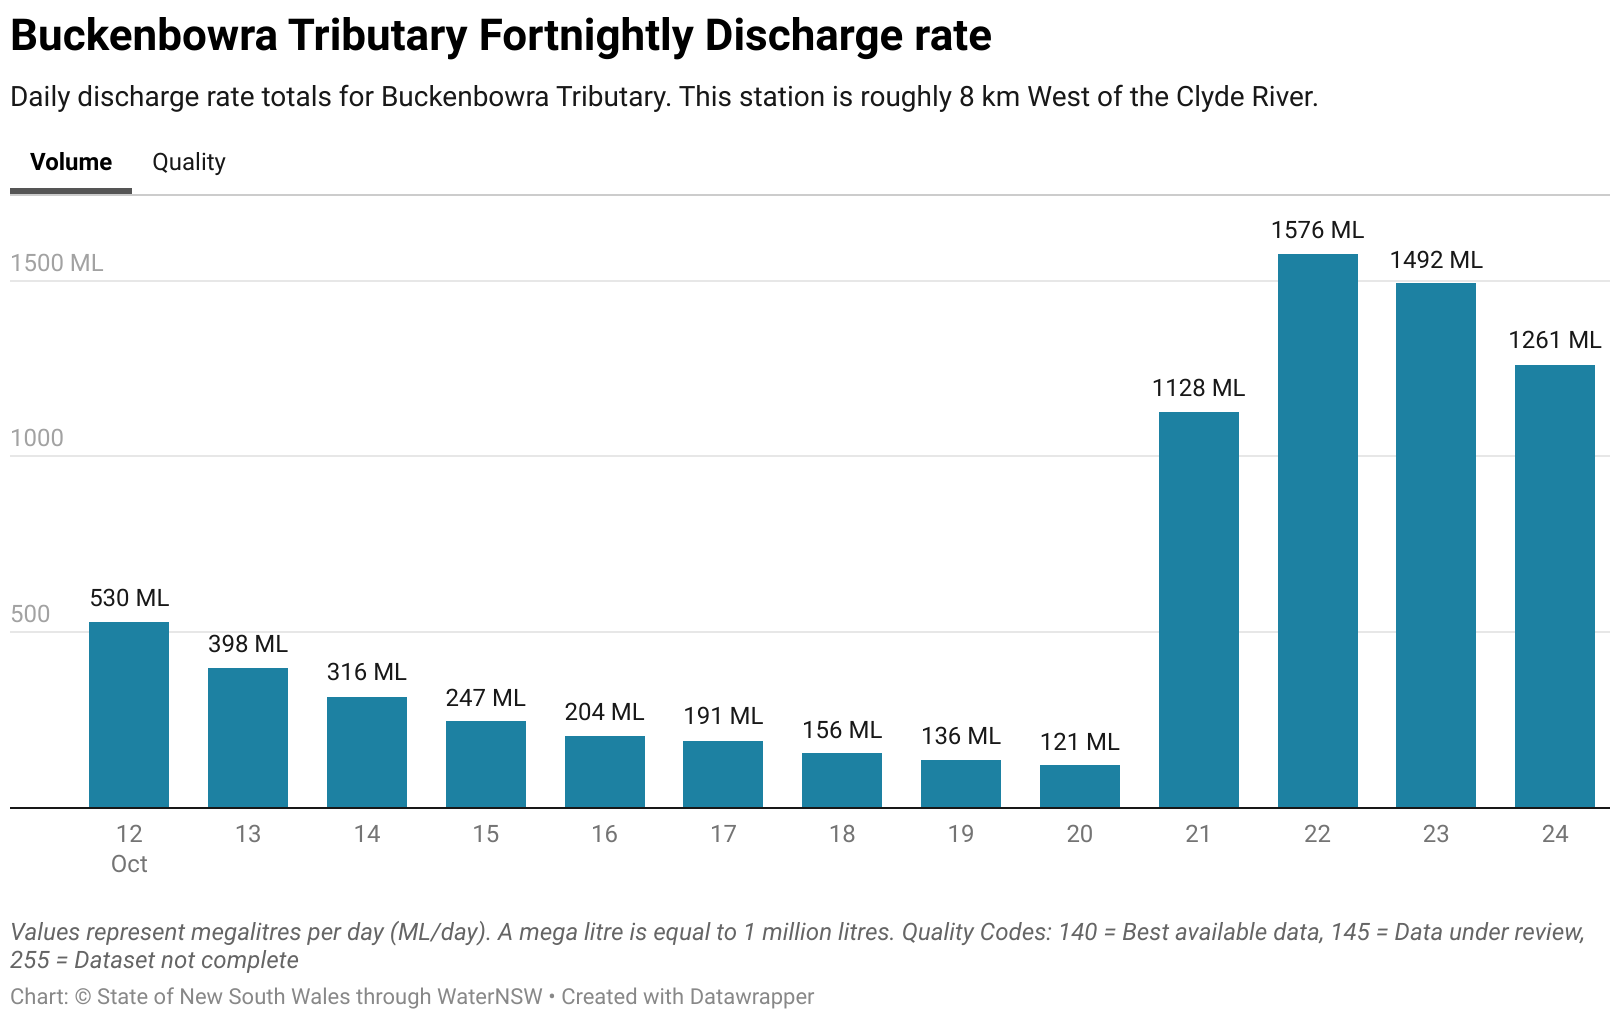 Buckenbowra Tributary Fortnightly Discharge rate
Daily discharge rate totals for Buckenbowra Tributary. This station is roughly 8 km West of the Clyde River.
Volume Quality
1576 ML
1500 ML
1492 ML
1261 ML
1128 ML
1000
530 ML
500
398 ML
316 ML
247 ML
204 ML
191 ML
156 ML
136 ML
121 ML
12 13 14 15 16 17 18 19 20 21 22 23 24
Oct
Values represent megalitres per day (ML/day). A mega litre is equal to 1 million litres. Quality Codes: 140 = Best available data, 145 = Data under review,
255 = Dataset not complete
Chart: © State of New South Wales through WaterNSW • Created with Datawrapper